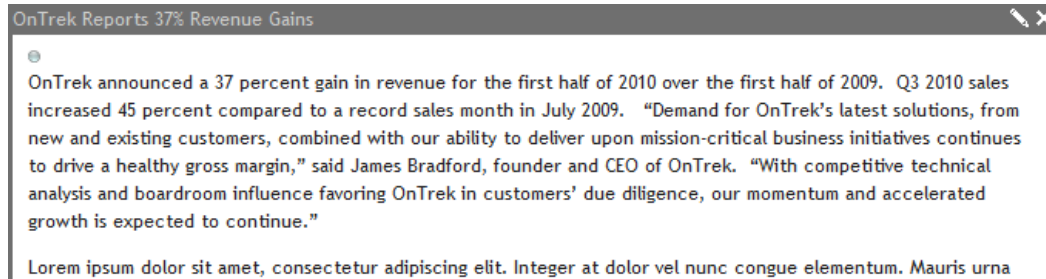 OnTrek Reports 37% Revenue Gains
OnTrek announced a 37 percent gain in revenue for the first half of 2010 over the first half of 2009.  Q3 2010 sales
increased 45 percent compared to a record sales month in July 2009.   “Demand for OnTrek’s latest solutions, from
new and existing customers, combined with our ability to deliver upon mission-critical business initiatives continues
to drive a healthy gross margin,” said James Bradford, founder and CEO of OnTrek.  “With competitive technical
analysis and boardroom influence favoring OnTrek in customers’ due diligence, our momentum and accelerated
growth is expected to continue.”
Lorem ipsum dolor sit amet, consectetur adipiscing elit. Integer at dolor vel nunc congue elementum. Mauris urna